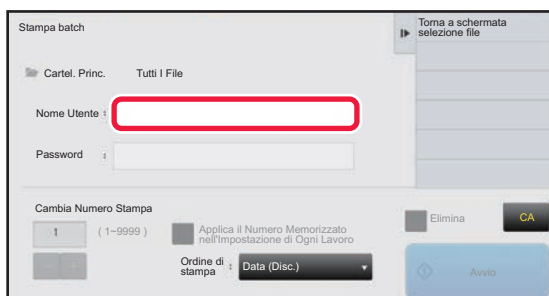 Stampa batch
Torna a schermata
selezione file
Cartel. Princ. Tutti I File
Nome Utente :
Password :
Cambia Numero Stampa
1 ( 1~9999 )
Applica il Numero Memorizzato
nell'Impostazione di Ogni Lavoro
Elimina
CA
Ordine di
stampa : Data (Disc.)
Avvio